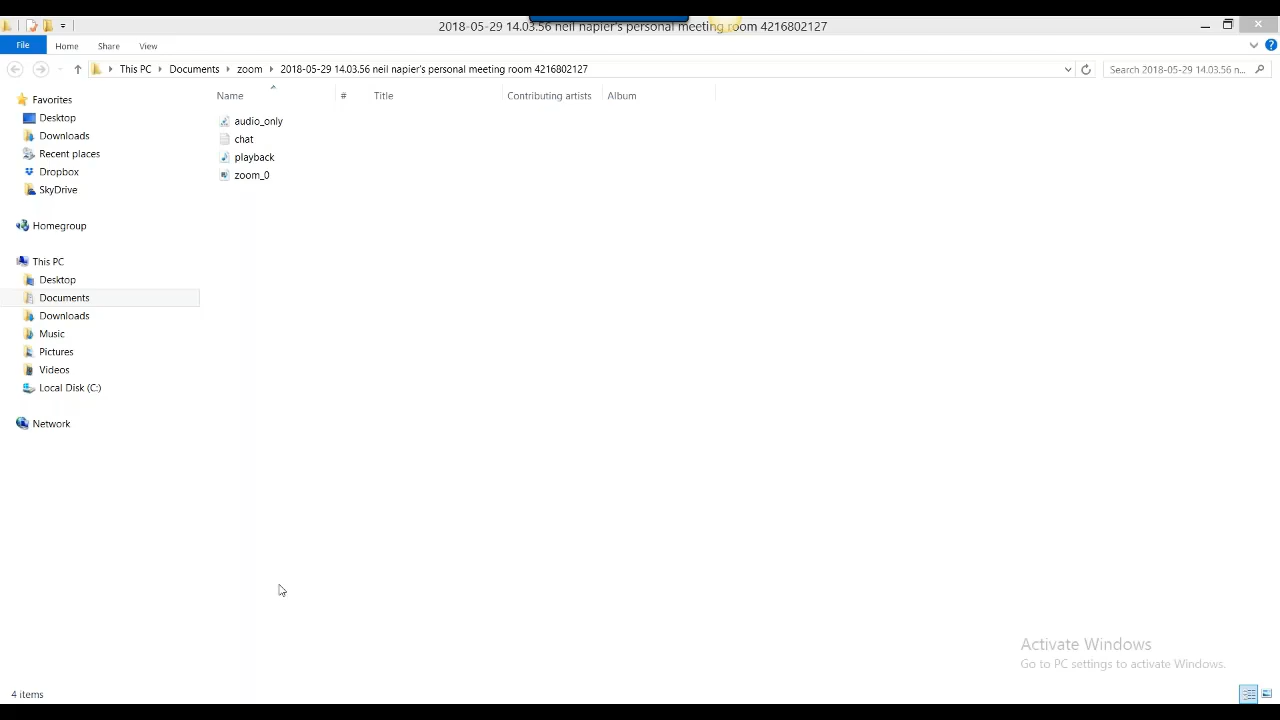 2018-05-29 14.03.56 neil napier's personal meeting room 4216802127
File Home Share View
This PC Documents zoom 2018-05-29 14.03.56 neil napier's personal meeting room 4216802127 Search 2018-05-29 14.03.56 n...
Name # Title Contributing artists Album
audio_only
chat
playback
zoom_0
Favorites
Desktop
Downloads
Recent places
Dropbox
SkyDrive
Homegroup
This PC
Desktop
Documents
Downloads
Music
Pictures
Videos
Local Disk (C:)
Network
Activate Windows
Go to PC settings to activate Windows.
4 items